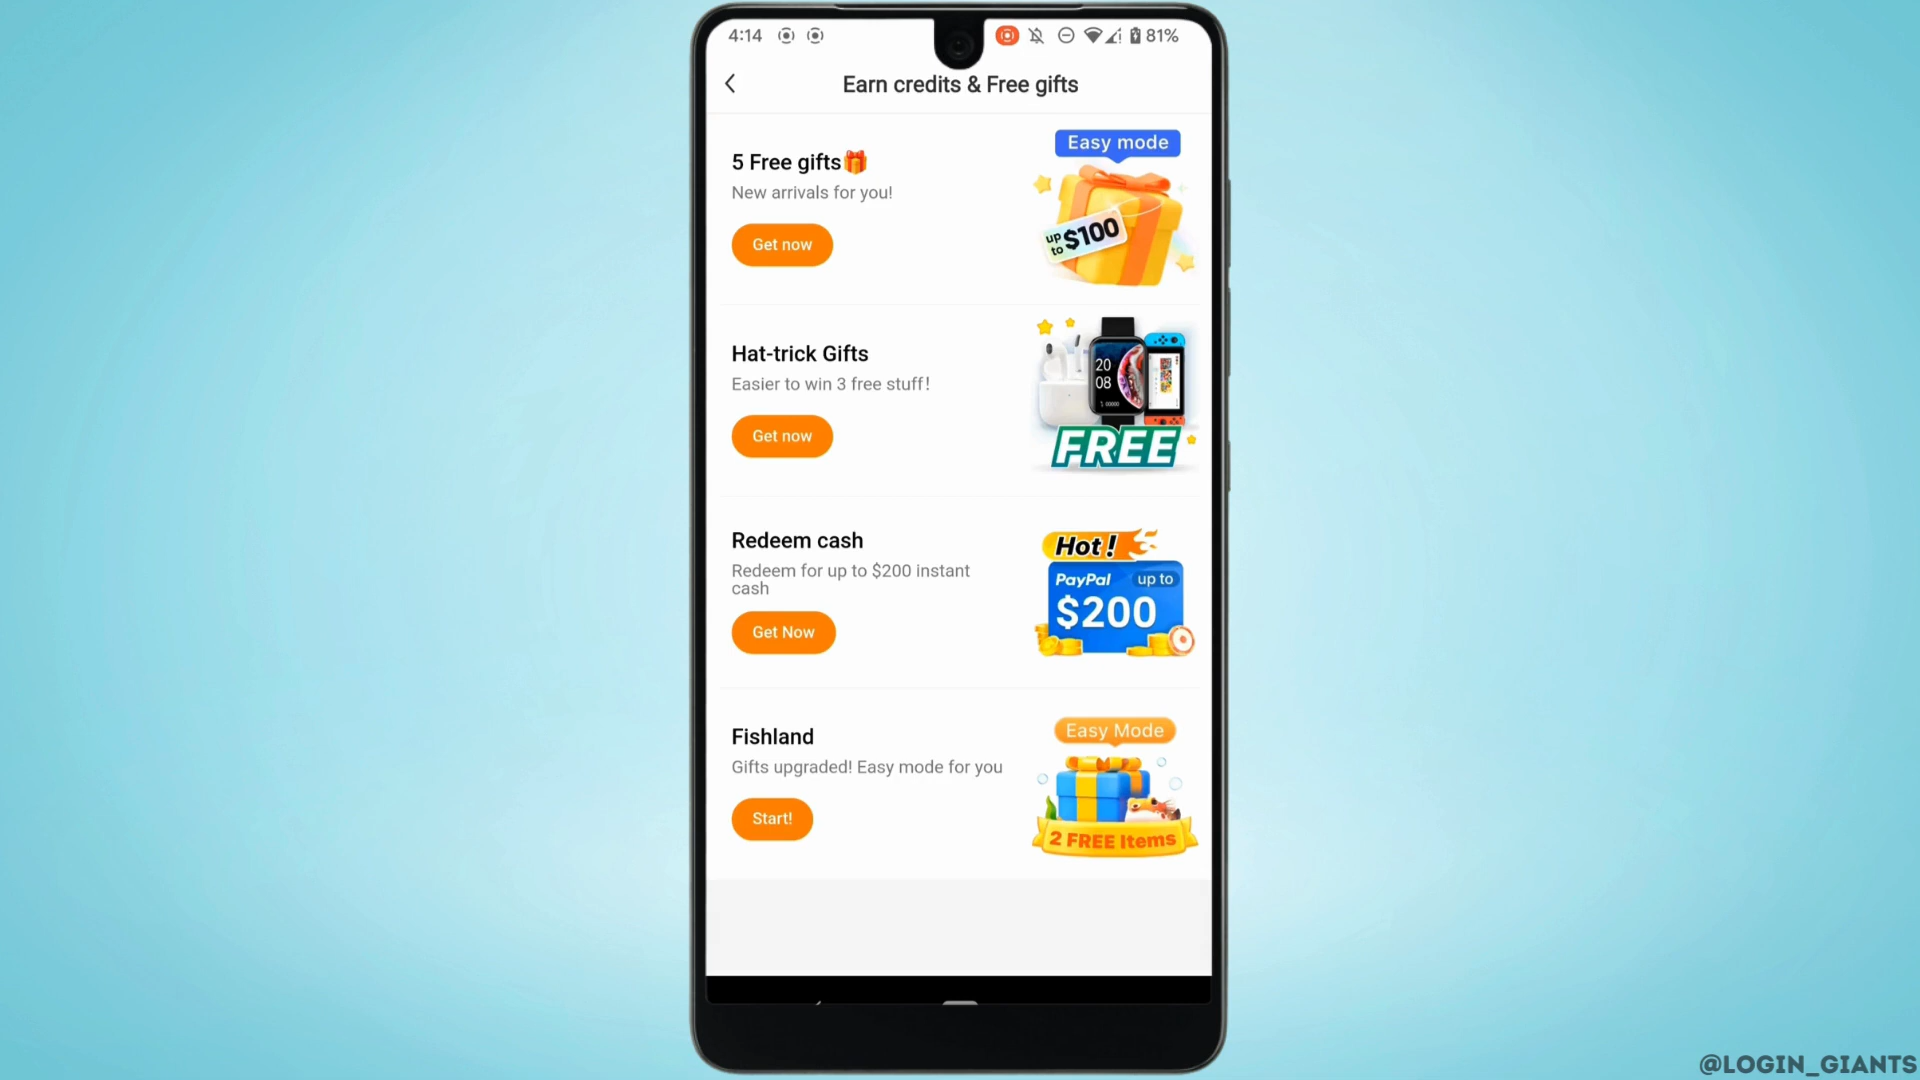 4:14
81%
Earn credits & Free gifts
Easy mode
5 Free gifts
New arrivals for you!
up to $100
Get now
Hat-trick Gifts
Easier to win 3 free stuff!
20
08
FREE
Get now
Hot!
Redeem cash
Redeem for up to $200 instant
cash
PayPal up to
$200
Get Now
Easy Mode
Fishland
Gifts upgraded! Easy mode for you
Start!
2 FREE Items
@LOGIN_GIANTS